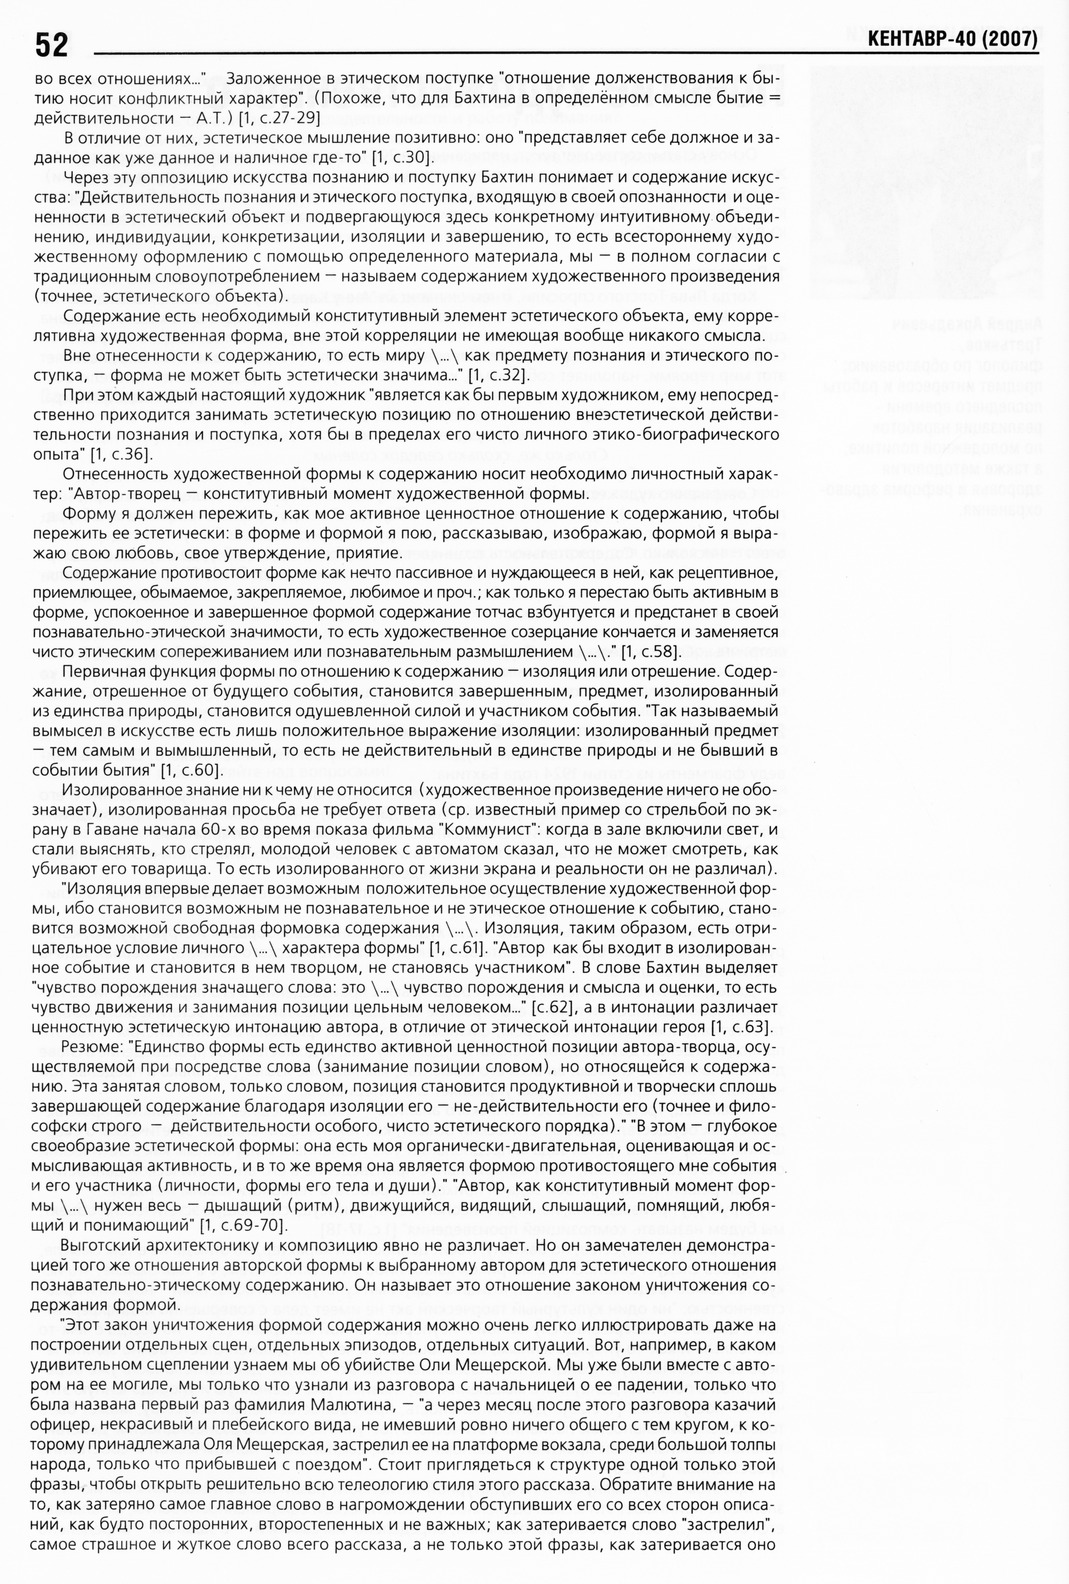 52
КЕНТАВР-40 (2007)
во всех отношениях..." Заложенное в этическом поступке "отношение долженствования к бы-
тию носит конфликтный характер". (Похоже, что для Бахтина в определённом смысле бытие =
действительности — А.Т.) [1, с.27-29]
В отличие от них, эстетическое мышление позитивно: оно "представляет себе должное и за-
данное как уже данное и наличное где-то" [1, с.30].
Через эту оппозицию искусства познанию и поступку Бахтин понимает и содержание искус-
ства: "Действительность познания и этического поступка, входящую в своей опознанности и оце-
ненности в эстетический объект и подвергающуюся здесь конкретному интуитивному объеди-
нению, индивидуации, конкретизации, изоляции и завершению, то есть всестороннему худо-
жественному оформлению с помощью определенного материала, мы — в полном согласии с
традиционным словоупотреблением — называем содержанием художественного произведения
(точнее, эстетического объекта).
Содержание есть необходимый конститутивный элемент эстетического объекта, ему корре-
лятивна художественная форма, вне этой корреляции не имеющая вообще никакого смысла.
Вне отнесенности к содержанию, то есть миру \...\ как предмету познания и этического по-
ступка, — форма не может быть эстетически значима..." [1, с.32].
При этом каждый настоящий художник "является как бы первым художником, ему непосред-
ственно приходится занимать эстетическую позицию по отношению внеэстетической действи-
тельности познания и поступка, хотя бы в пределах его чисто личного этико-биографического
опыта" [1, с.36].
Отнесенность художественной формы к содержанию носит необходимо личностный харак-
тер: "Автор-творец — конститутивный момент художественной формы.
Форму я должен пережить, как мое активное ценностное отношение к содержанию, чтобы
пережить ее эстетически: в форме и формой я пою, рассказываю, изображаю, формой я выра-
жаю свою любовь, свое утверждение, приятие.
Содержание противостоит форме как нечто пассивное и нуждающееся в ней, как рецептивное,
приемлющее, обымаемое, закрепляемое, любимое и проч.; как только я перестаю быть активным в
форме, успокоенное и завершенное формой содержание тотчас взбунтуется и предстанет в своей
познавательно-этической значимости, то есть художественное созерцание кончается и заменяется
чисто этическим сопереживанием или познавательным размышлением \...\." [1, с.58].
Первичная функция формы по отношению к содержанию — изоляция или отрешение. Содер-
жание, отрешенное от будущего события, становится завершенным, предмет, изолированный
из единства природы, становится одушевленной силой и участником события. "Так называемый
вымысел в искусстве есть лишь положительное выражение изоляции: изолированный предмет
— тем самым и вымышленный, то есть не действительный в единстве природы и не бывший в
событии бытия" [1, с.60].
Изолированное знание ни к чему не относится (художественное произведение ничего не обо-
значает), изолированная просьба не требует ответа (ср. известный пример со стрельбой по эк-
рану в Гаване начала 60-х во время показа фильма "Коммунист": когда в зале включили свет, и
стали выяснять, кто стрелял, молодой человек с автоматом сказал, что не может смотреть, как
убивают его товарища. То есть изолированного от жизни экрана и реальности он не различал).
"Изоляция впервые делает возможным положительное осуществление художественной фор-
мы, ибо становится возможным не познавательное и не этическое отношение к событию, стано-
вится возможной свободная формовка содержания \...\. Изоляция, таким образом, есть отри-
цательное условие личного \...\ характера формы" [1, с.61]. "Автор как бы входит в изолирован-
ное событие и становится в нем творцом, не становясь участником". В слове Бахтин выделяет
"чувство порождения значащего слова: это \...\ чувство порождения и смысла и оценки, то есть
чувство движения и занимания позиции цельным человеком..." [с.62], а в интонации различает
ценностную эстетическую интонацию автора, в отличие от этической интонации героя [1, с.63].
Резюме: "Единство формы есть единство активной ценностной позиции автора-творца, осу-
ществляемой при посредстве слова (занимание позиции словом), но относящейся к содержа-
нию. Эта занятая словом, только словом, позиция становится продуктивной и творчески сплошь
завершающей содержание благодаря изоляции его — не-действительности его (точнее и фило-
софски строго — действительности особого, чисто эстетического порядка)." "В этом — глубокое
своеобразие эстетической формы: она есть моя органически-двигательная, оценивающая и ос-
мысливающая активность, и в то же время она является формою противостоящего мне события
и его участника (личности, формы его тела и души)." "Автор, как конститутивный момент фор-
мы \...\ нужен весь — дышащий (ритм), движущийся, видящий, слышащий, помнящий, любя-
щий и понимающий" [1, с.69-70].
Выготский архитектонику и композицию явно не различает. Но он замечателен демонстра-
цией того же отношения авторской формы к выбранному автором для эстетического отношения
познавательно-этическому содержанию. Он называет это отношение законом уничтожения со-
держания формой.
"Этот закон уничтожения формой содержания можно очень легко иллюстрировать даже на
построении отдельных сцен, отдельных эпизодов, отдельных ситуаций. Вот, например, в каком
удивительном сцеплении узнаем мы об убийстве Оли Мещерской. Мы уже были вместе с авто-
ром на ее могиле, мы только что узнали из разговора с начальницей о ее падении, только что
была названа первый раз фамилия Малютина, — "а через месяц после этого разговора казачий
офицер, некрасивый и плебейского вида, не имевший ровно ничего общего с тем кругом, к ко-
торому принадлежала Оля Мещерская, застрелил ее на платформе вокзала, среди большой толпы
народа, только что прибывшей с поездом". Стоит приглядеться к структуре одной только этой
фразы, чтобы открыть решительно всю телеологию стиля этого рассказа. Обратите внимание на
то, как затеряно самое главное слово в нагромождении обступивших его со всех сторон описа-
ний, как будто посторонних, второстепенных и не важных; как затеривается слово "застрелил",
самое страшное и жуткое слово всего рассказа, а не только этой фразы, как затеривается оно